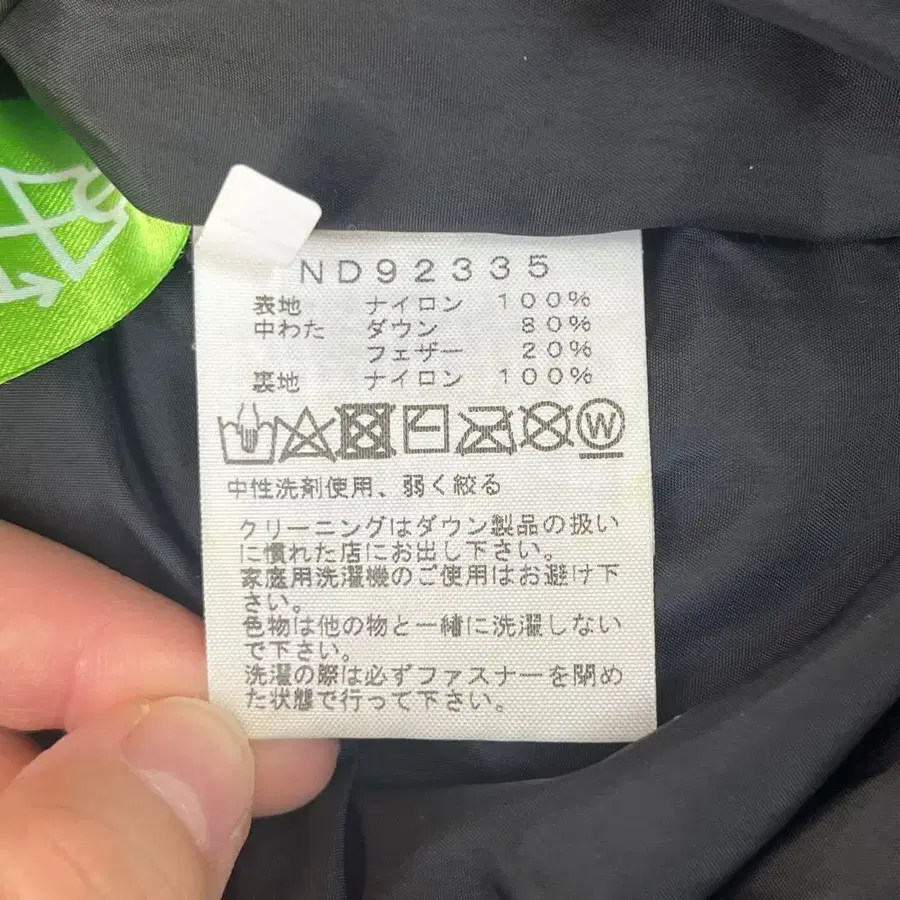 ND92335
表地 ナイロン 100%
中わた ダウン 80%
フェザー 20%
裏地 ナイロン 100%
W
中性洗剤使用、弱く絞る
クリーニングはダウン製品の扱い
に慣れた店にお出し下さい。
家庭用洗濯機のご使用はお避け下
さい。
色物は他の物と一緒に洗濯しない
で下さい。
洗濯の際は必ずファスナーを閉め
た状態で行って下さい。